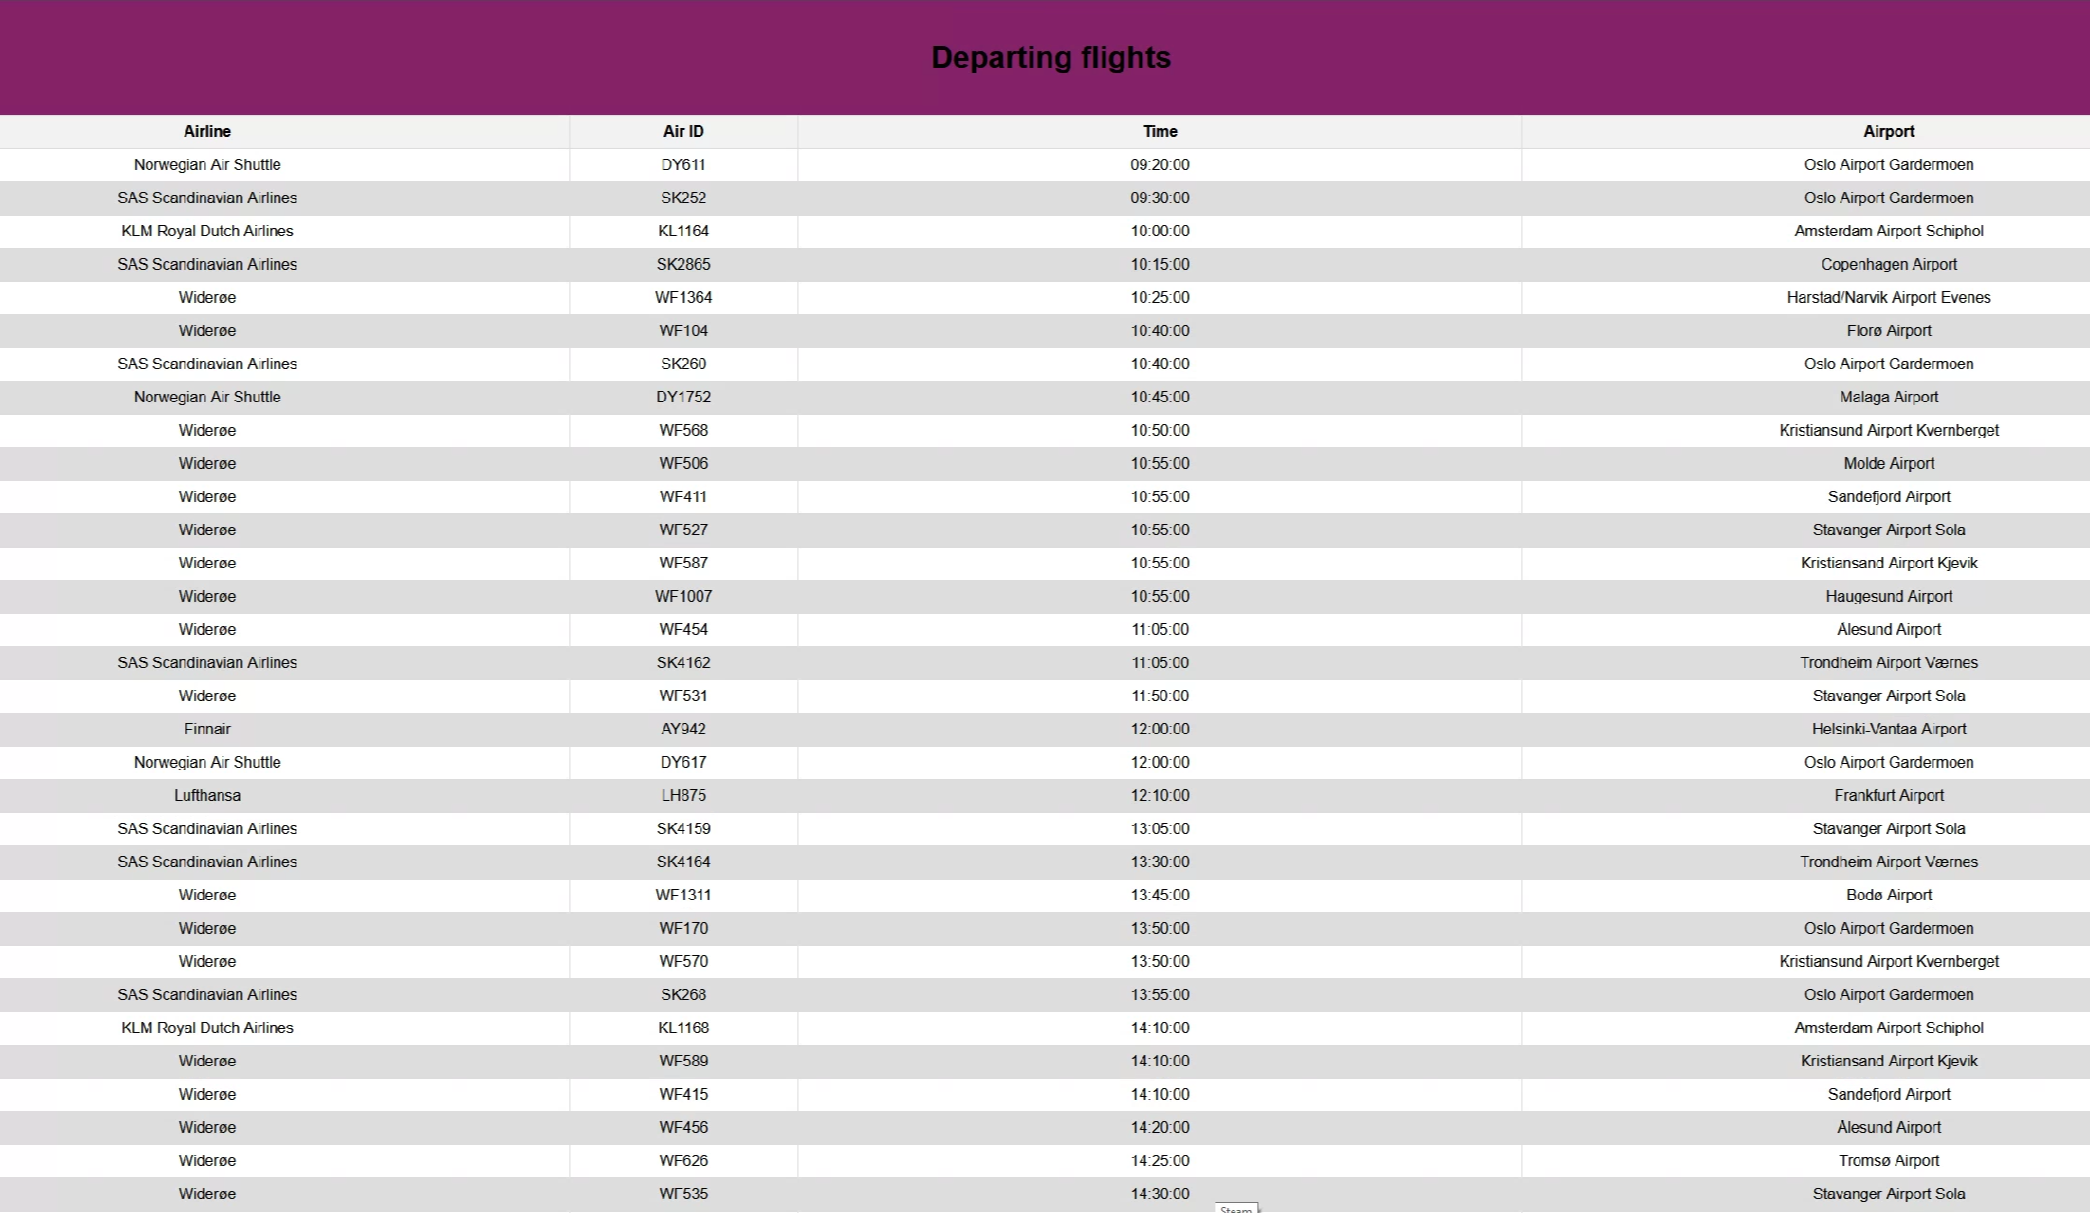 Departing flights
Airline Air ID Time Airport
Norwegian Air Shuttle DY611 09:20:00 Oslo Airport Gardermoen
SAS Scandinavian Airlines SK252 09:30:00 Oslo Airport Gardermoen
KLM Royal Dutch Airlines KL1164 10:00:00 Amsterdam Airport Schiphol
SAS Scandinavian Airlines SK2865 10:15:00 Copenhagen Airport
Widerøe WF1364 10:25:00 Harstad/Narvik Airport Evenes
Widerøe WF104 10:40:00 Florø Airport
SAS Scandinavian Airlines SK260 10:40:00 Oslo Airport Gardermoen
Norwegian Air Shuttle DY1752 10:45:00 Malaga Airport
Widerøe WF568 10:50:00 Kristiansund Airport Kvernberget
Widerøe WF506 10:55:00 Molde Airport
Widerøe WF411 10:55:00 Sandefjord Airport
Widerøe WF527 10:55:00 Stavanger Airport Sola
Widerøe WF587 10:55:00 Kristiansand Airport Kjevik
Widerøe WF1007 10:55:00 Haugesund Airport
Widerøe WF454 11:05:00 Ålesund Airport
SAS Scandinavian Airlines SK4162 11:05:00 Trondheim Airport Værnes
Widerøe WF531 11:50:00 Stavanger Airport Sola
Finnair AY942 12:00:00 Helsinki-Vantaa Airport
Norwegian Air Shuttle DY617 12:00:00 Oslo Airport Gardermoen
Lufthansa LH875 12:10:00 Frankfurt Airport
SAS Scandinavian Airlines SK4159 13:05:00 Stavanger Airport Sola
SAS Scandinavian Airlines SK4164 13:30:00 Trondheim Airport Værnes
Widerøe WF1311 13:45:00 Bodø Airport
Widerøe WF170 13:50:00 Oslo Airport Gardermoen
Widerøe WF570 13:50:00 Kristiansund Airport Kvernberget
SAS Scandinavian Airlines SK268 13:55:00 Oslo Airport Gardermoen
KLM Royal Dutch Airlines KL1168 14:10:00 Amsterdam Airport Schiphol
Widerøe WF589 14:10:00 Kristiansand Airport Kjevik
Widerøe WF415 14:10:00 Sandefjord Airport
Widerøe WF456 14:20:00 Ålesund Airport
Widerøe WF626 14:25:00 Tromsø Airport
Widerøe WF535 14:30:00 Stavanger Airport Sola
Steam